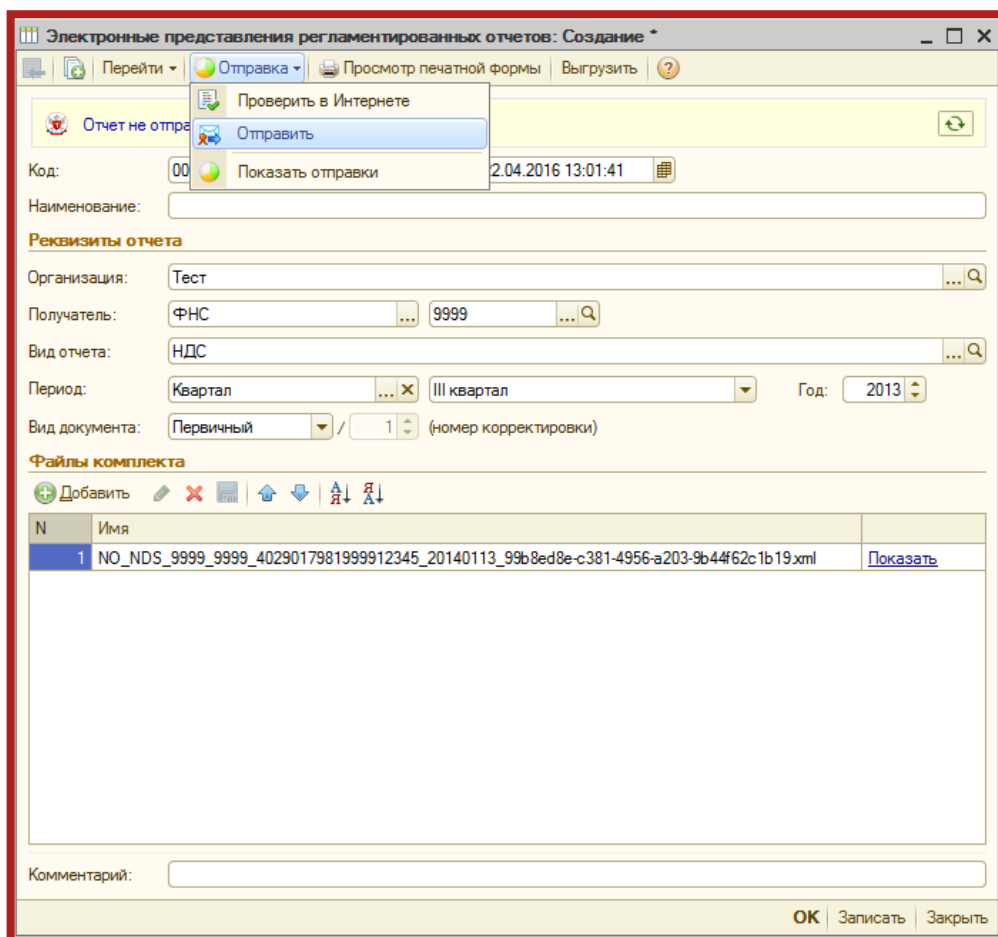 Электронные представления регламентированных отчетов: Создание *
Перейти Отправка Просмотр печатной формы Выгрузить ?
Проверить в Интернете
Отчет не отпра
Отправить
Показать отправки
Код: 00 22.04.2016 13:01:41
Наименование:
Реквизиты отчета
Организация: Тест ...
Получатель: ФНС ... 9999 ...
Вид отчета: НДС ...
Период: Квартал ... III квартал Год: 2013
Вид документа: Первичный / 1 (номер корректировки)
Файлы комплекта
Добавить
N Имя
1 NO_NDS_9999_9999_4029017981999912345_20140113_99b8ed8e-c381-4956-a203-9b44f62c1b19.xml Показать
Комментарий:
OK Записать Закрыть